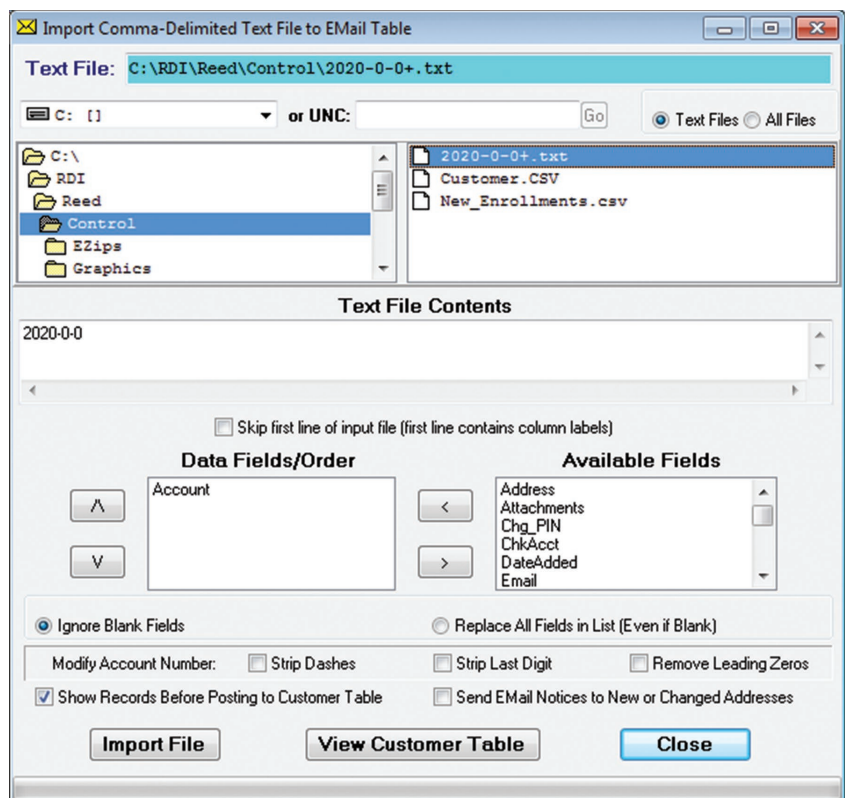 Import Comma-Delimited Text File to EMail Table
Text File: C:\RDI\Reed\Control\2020-0-0+.txt
C: [] or UNC: Go Text Files All Files
C:\
RDI
Reed
Control
EZips
Graphics
2020-0-0+.txt
Customer.CSV
New_Enrollments.csv
Text File Contents
2020-0-0
Skip first line of input file (first line contains column labels)
Data Fields/Order
Available Fields
/\
V
Account
<
>
Address
Attachments
Chg_PIN
ChkAcct
DateAdded
Email
Ignore Blank Fields Replace All Fields in List (Even if Blank)
Modify Account Number: Strip Dashes Strip Last Digit Remove Leading Zeros
Show Records Before Posting to Customer Table Send EMail Notices to New or Changed Addresses
Import File View Customer Table Close